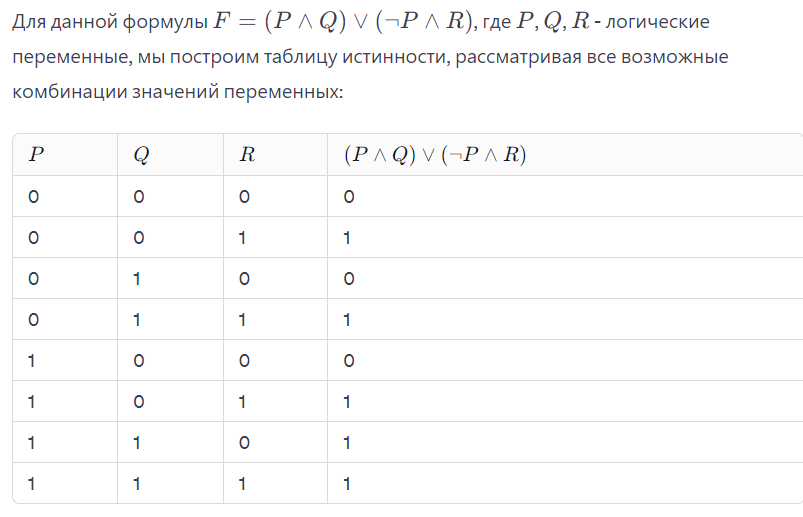 Для данной формулы F = (P ∧ Q) ∨ (¬P ∧ R), где P, Q, R - логические
переменные, мы построим таблицу истинности, рассматривая все возможные
комбинации значений переменных:
P Q R (P ∧ Q) ∨ (¬P ∧ R)
0 0 0 0
0 0 1 1
0 1 0 0
0 1 1 1
1 0 0 0
1 0 1 1
1 1 0 1
1 1 1 1